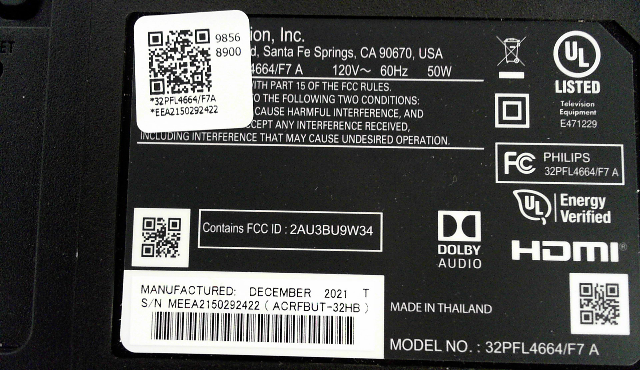 9856
8900
*32PFL4664/F7A
*EEA2150292422
ion, Inc.
d, Santa Fe Springs, CA 90670, USA
4664/F7 A 120V~ 60Hz 50W
WITH PART 15 OF THE FCC RULES.
TO THE FOLLOWING TWO CONDITIONS:
CAUSE HARMFUL INTERFERENCE, AND
CEPT ANY INTERFERENCE RECEIVED,
INCLUDING INTERFERENCE THAT MAY CAUSE UNDESIRED OPERATION.
UL
LISTED
Television
Equipment
E471229
FC PHILIPS
32PFL4664/F7 A
UL Energy
Verified
Contains FCC ID : 2AU3BU9W34
DOLBY
AUDIO
HDMI
MANUFACTURED: DECEMBER 2021 T
S/N MEEA2150292422 ( ACRFBUT-32HB )
MADE IN THAILAND
MODEL NO. : 32PFL4664/F7 A